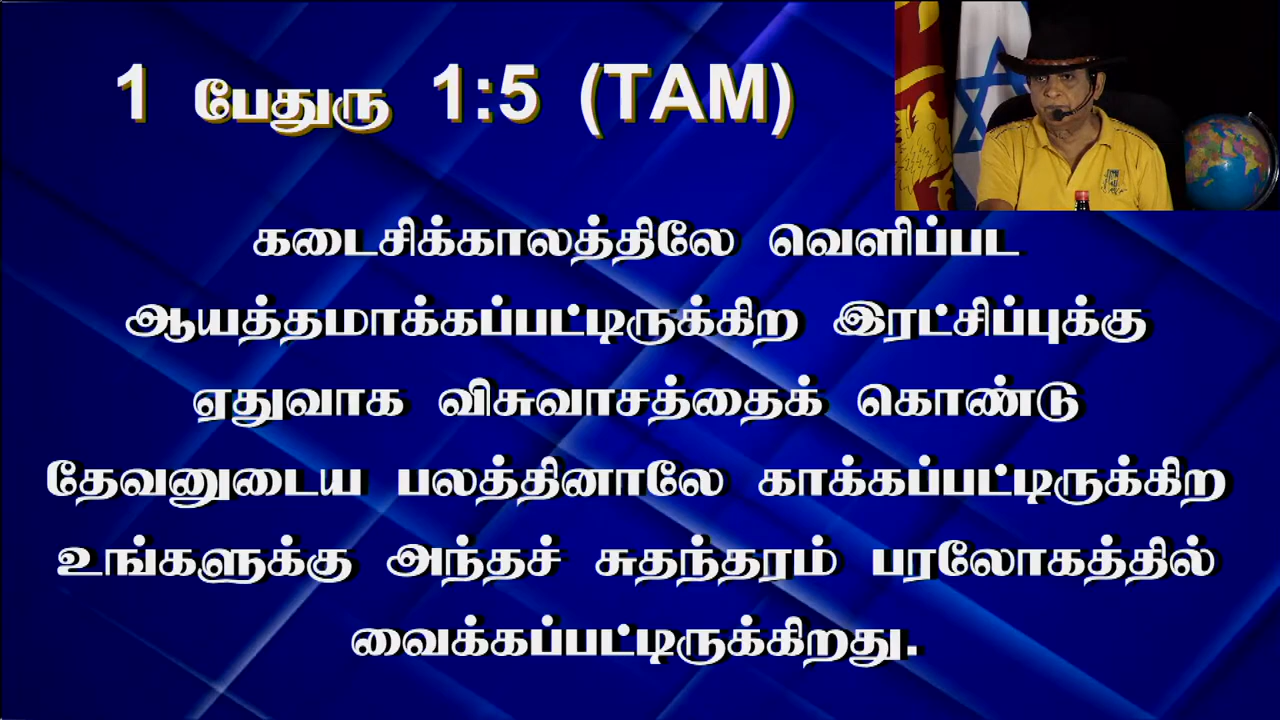 1 பேதுரு 1:5 (TAM)
கடைசிக்காலத்திலே வெளிப்பட
ஆயத்தமாக்கப்பட்டிருக்கிற இரட்சிப்புக்கு
ஏதுவாக விசுவாசத்தைக் கொண்டு
தேவனுடைய பலத்தினாலே காக்கப்பட்டிருக்கிற
உங்களுக்கு அந்தச் சுதந்தரம் பரலோகத்தில்
வைக்கப்பட்டிருக்கிறது.